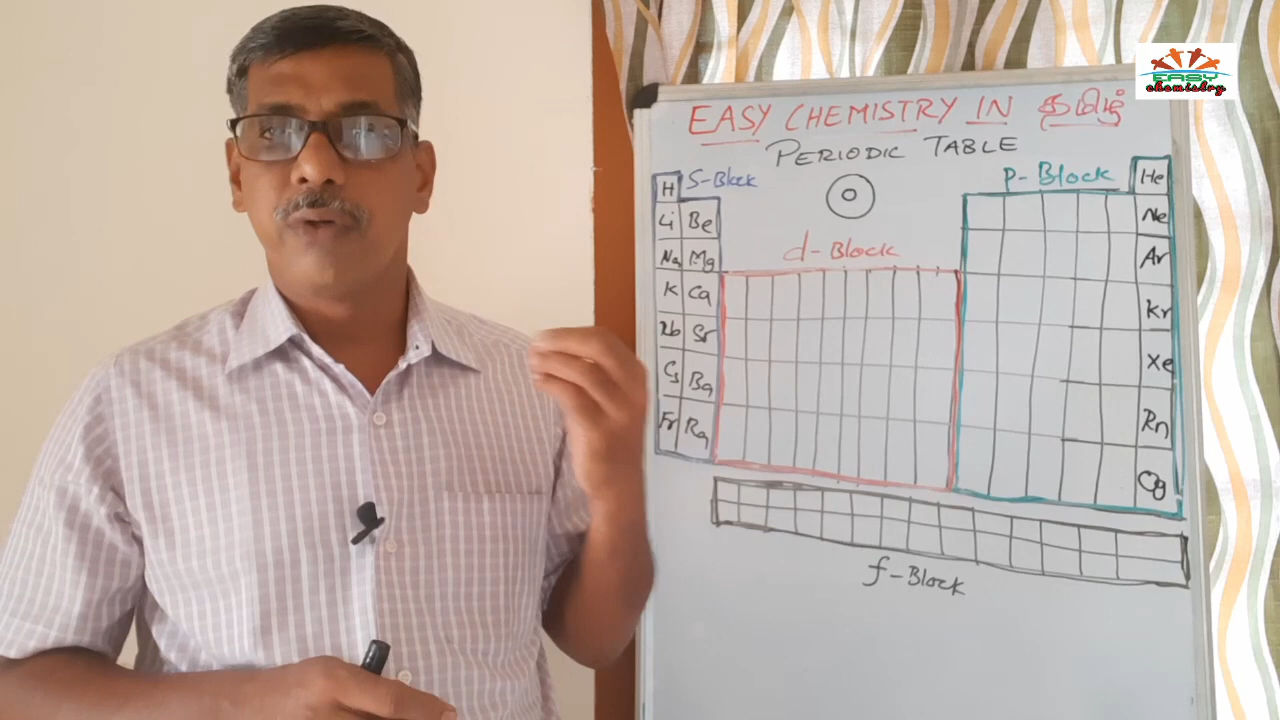 EASY chemistry
EASY CHEMISTRY IN தமிழ்
PERIODIC TABLE
H S-Block p-Block He
Li Be Ne
d-Block
Na Mg Ar
K Ca Kr
Rb Sr Xe
Cs Ba Rn
Fr Ra Og
f-Block